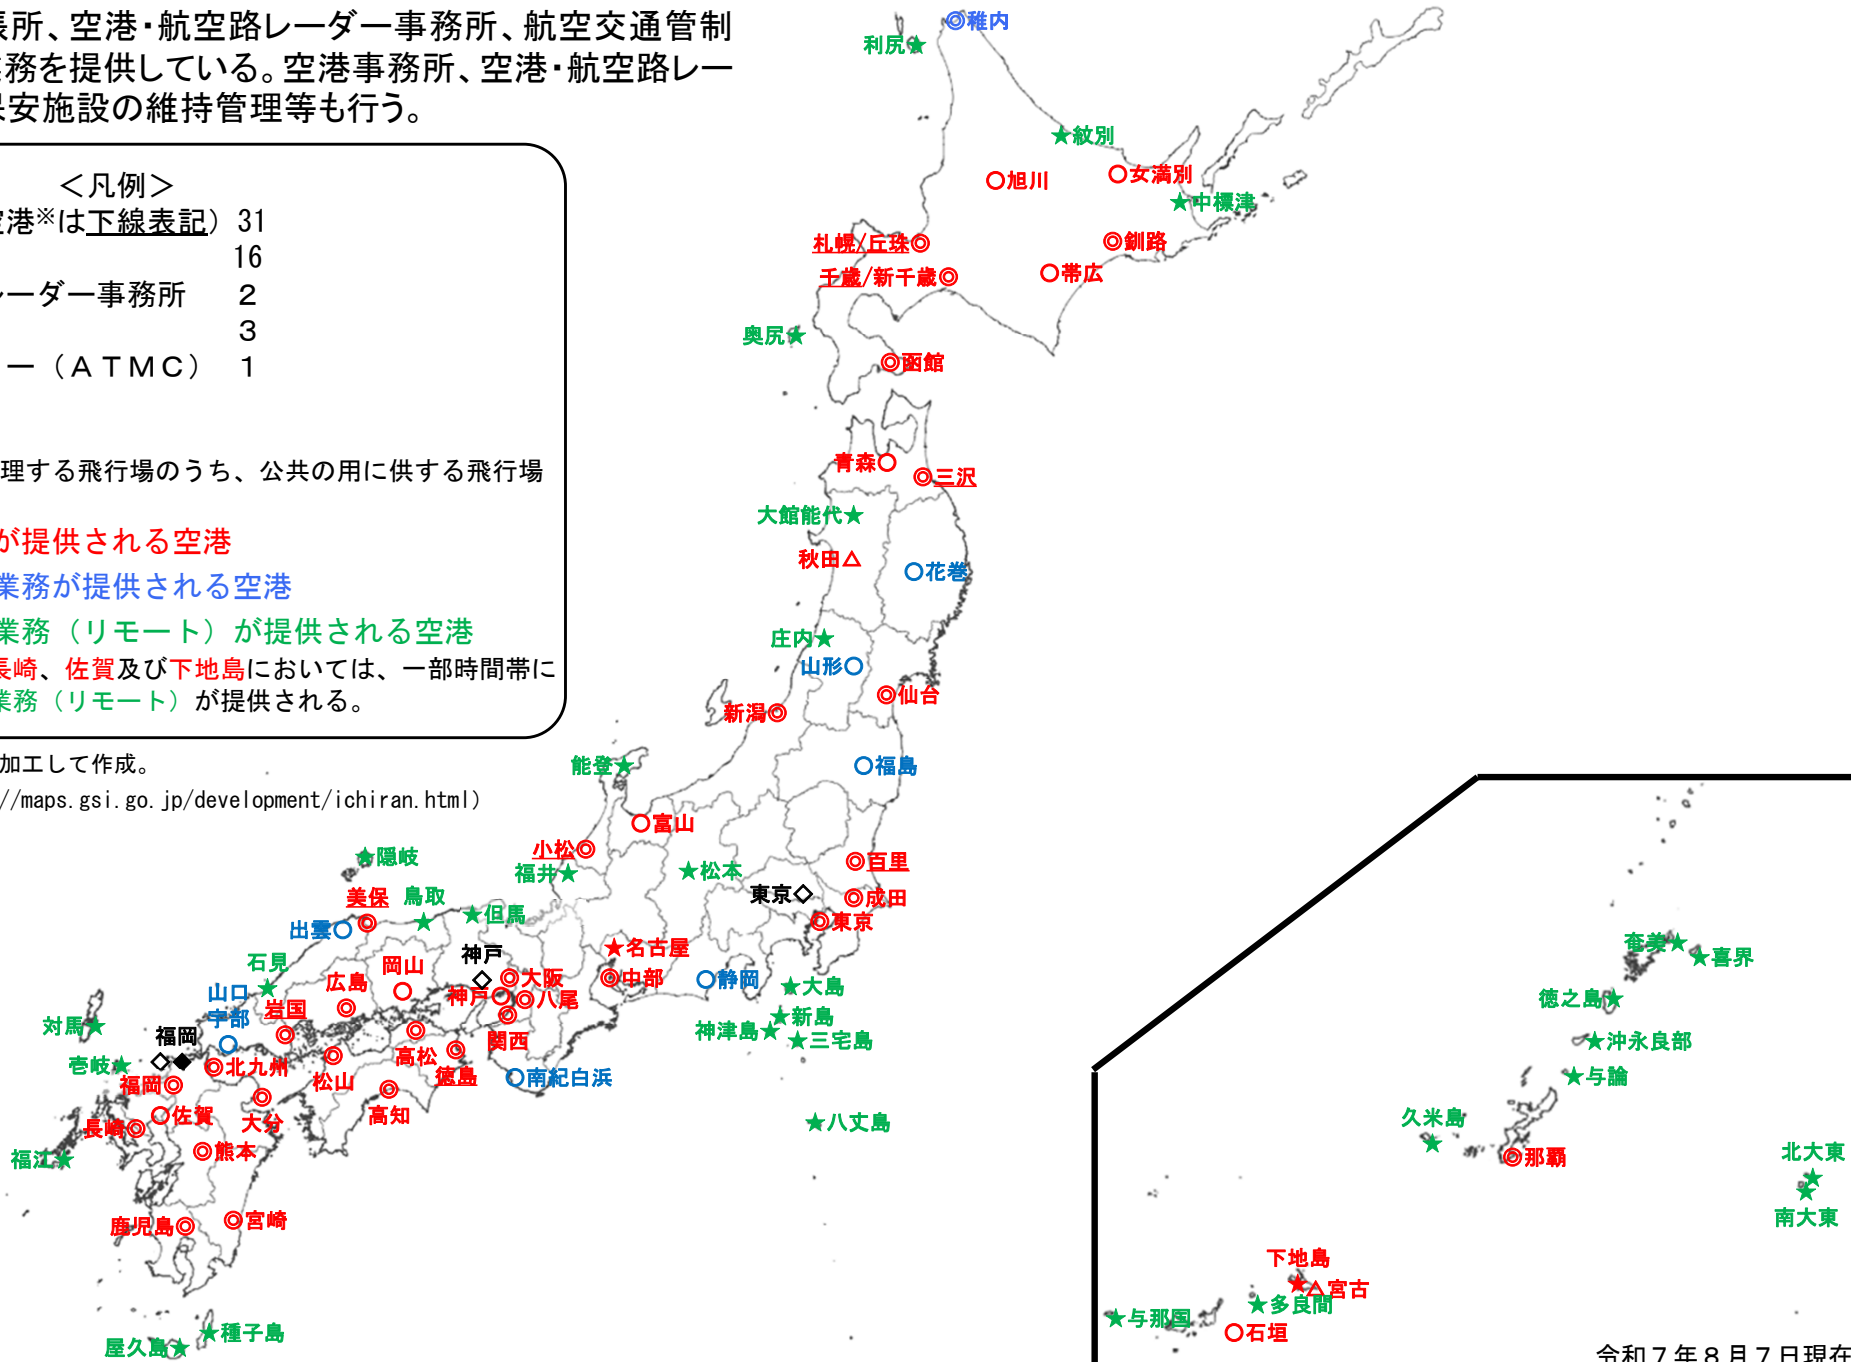 長所、空港・航空路レーダー事務所、航空交通管制
務を提供している。空港事務所、空港・航空路レー
保安施設の維持管理等も行う。
＜凡例＞
空港※は下線表記） 31
16
レーダー事務所 2
3
ー（ＡＴＭＣ） 1
理する飛行場のうち、公共の用に供する飛行場
が提供される空港
業務が提供される空港
業務（リモート）が提供される空港
長崎、佐賀及び下地島においては、一部時間帯に
業務（リモート）が提供される。
加工して作成。
//maps.gsi.go.jp/development/ichiran.html)
◎稚内
利尻★
★紋別
○旭川
○女満別
★中標津
札幌/丘珠◎
◎釧路
千歳/新千歳◎
○帯広
奥尻★
◎函館
青森○
◎三沢
大館能代★
秋田△
○花巻
庄内★
山形○
◎仙台
新潟◎
能登★
○福島
○富山
小松◎
★隠岐
福井★
★松本
◎百里
東京◇
美保
◎
鳥取
★
★但馬
◎成田
出雲○
◎東京
神戸
◇
★名古屋
石見
★
広島
◎
岡山
○
◎大阪
◎中部
○静岡
★大島
山口
宇部
○
岩国
◎
神戸○
◎八尾
対馬★
★新島
神津島★
★三宅島
福岡
◇◆
◎
高松
◎
徳島
◎
関西
壱岐★
◎北九州
◎
松山
○南紀白浜
福岡◎
◎
大分
◎
高知
○佐賀
長崎◎
★八丈島
◎熊本
福江★
鹿児島◎
◎宮崎
★種子島
屋久島★
奄美★
★喜界
徳之島★
★沖永良部
★与論
久米島
★
◎那覇
北大東
★
★
南大東
下地島
★
△宮古
★多良間
★与那国
○石垣
令和７年８月７日現在